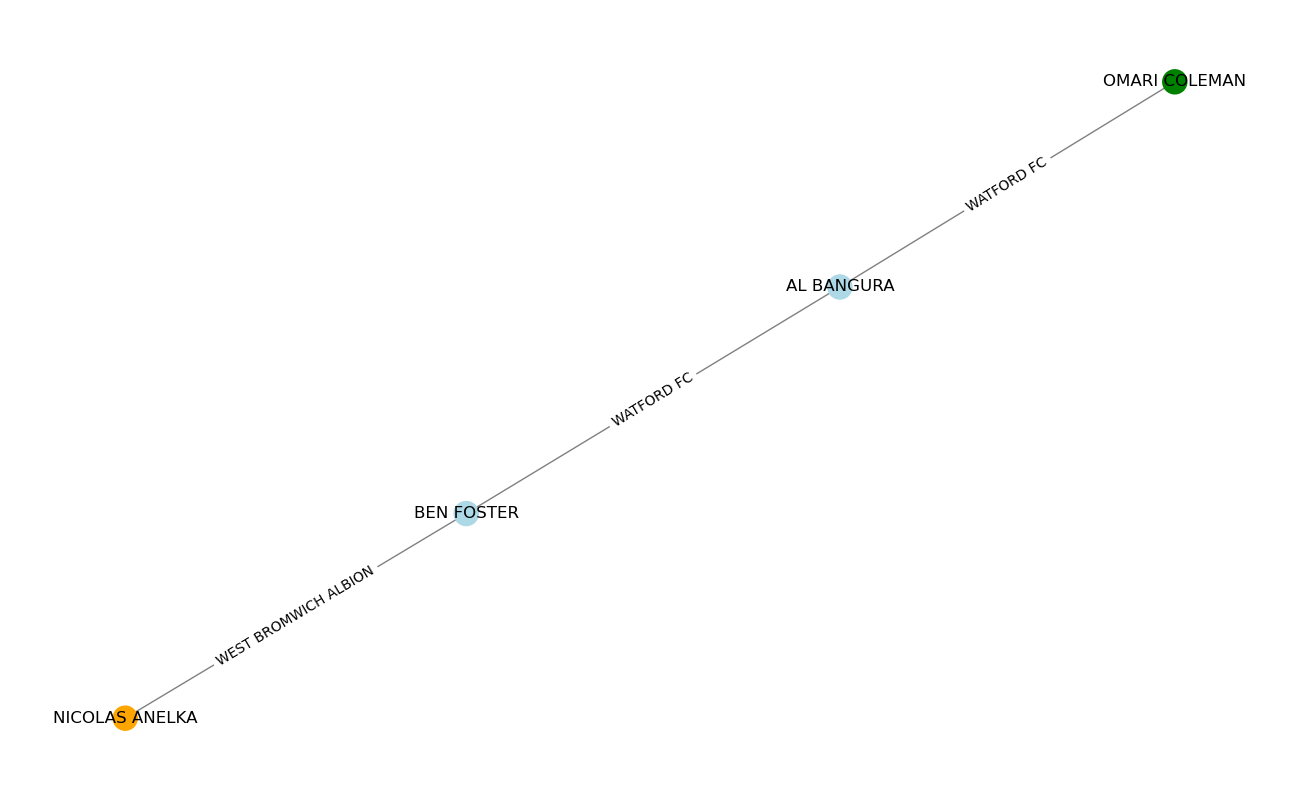 OMARI COLEMAN
WATFORD FC
AL BANGURA
WATFORD FC
BEN FOSTER
WEST BROMWICH ALBION
NICOLAS ANELKA